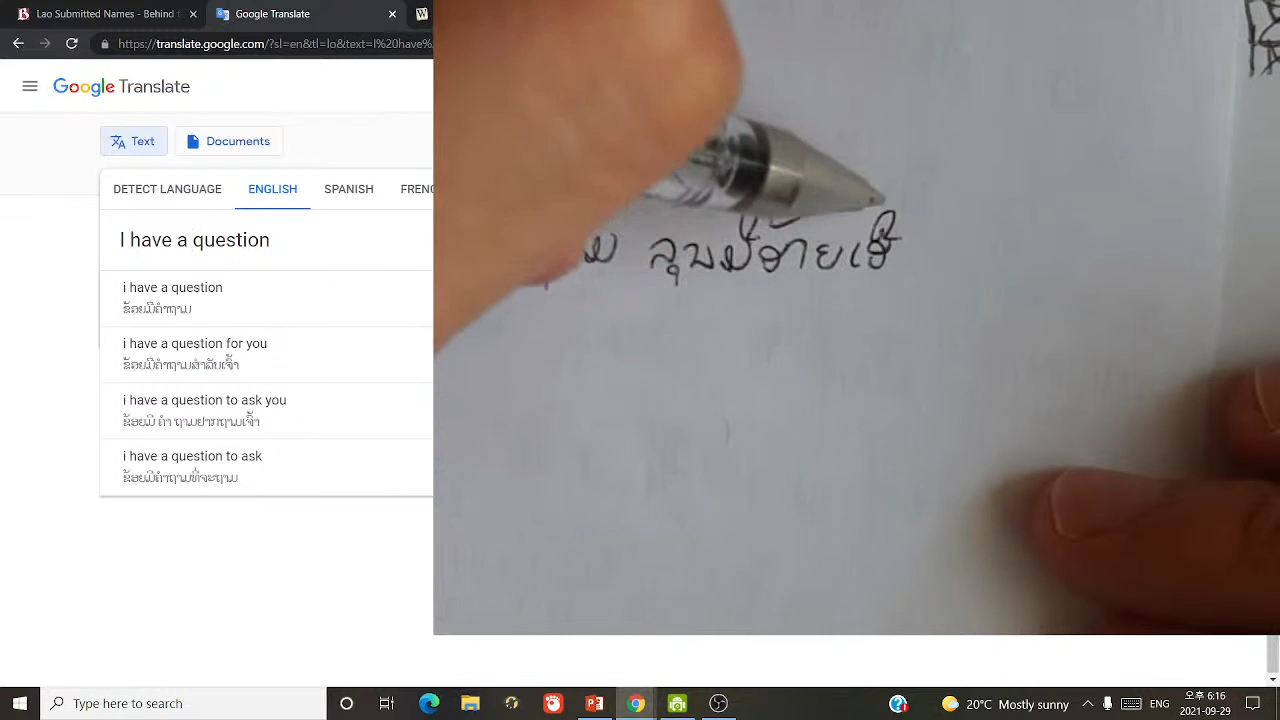 Lao Submitted Names - Behind t
Google Translate
W
https://translate.google.com/?sl=en&tl=lo&text=I%20have%
Google Translate
Text
Documents
DETECT LANGUAGE ENGLISH SPANISH FRENC
I have a question
i have a question
ຂ້ອຍມີຄໍາຖາມ
i have a question for you
ຂ້ອຍມີຄໍາຖາມສໍາລັບເຈົ້າ
i have a question to ask you
ຂ້ອຍມີ ຄຳ ຖາມຢາກຖາມເຈົ້າ
i have a question to ask
ຂ້ອຍມີຄໍາຖາມທີ່ຈະຖາມ
Type here to search
20°C Mostly sunny
ENG
오후 6:16
2021-09-29